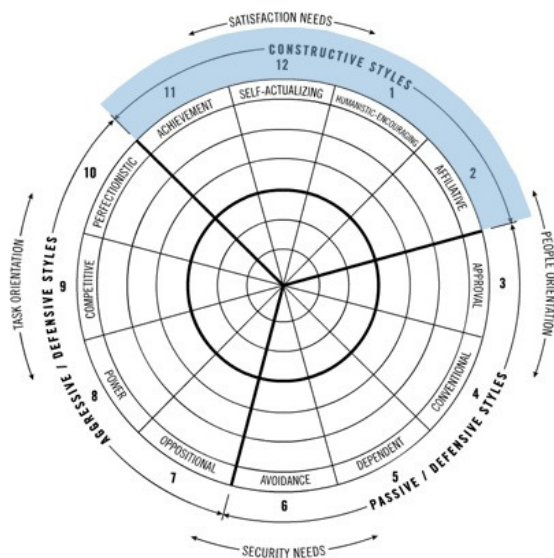 SATISFACTION NEEDS
CONSTRUCTIVE STYLES
12
11
1
SELF-ACTUALIZING
ACHIEVEMENT
HUMANISTIC-ENCOURAGING
10
2
PERFECTIONISTIC
AFFILIATIVE
TASK ORIENTATION
PEOPLE ORIENTATION
9
COMPETITIVE
APPROVAL
3
AGGRESSIVE / DEFENSIVE STYLES
8
POWER
CONVENTIONAL
4
OPPOSITIONAL
AVOIDANCE
DEPENDENT
7
6
5
PASSIVE / DEFENSIVE STYLES
SECURITY NEEDS